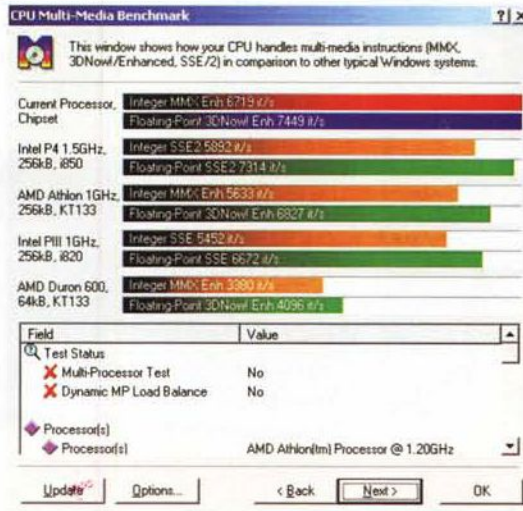 CPU Multi-Media Benchmark
This window shows how your CPU handles multi-media instructions (MMX,
3DNow!/Enhanced, SSE/2) in comparison to other typical Windows systems.
Current Processor, Integer MMX Enh 6719 it/s
Chipset Floating-Point 3DNow! Enh 7449 it/s
Intel P4 1.5GHz, Integer SSE2 5892 it/s
256kB, i850 Floating-Point SSE2 7314 it/s
AMD Athlon 1GHz, Integer MMX Enh 5633 it/s
256kB, KT133 Floating-Point 3DNow! Enh 6827 it/s
Intel PIII 1GHz, Integer SSE 5452 it/s
256kB, i820 Floating-Point SSE 6672 it/s
AMD Duron 600, Integer MMX Enh 3380 it/s
64kB, KT133 Floating-Point 3DNow! Enh 4096 it/s
Field Value
Test Status
Multi-Processor Test No
Dynamic MP Load Balance No
Processor(s)
Processor(s) AMD Athlon(tm) Processor @ 1.20GHz
Update Options... < Back Next > OK